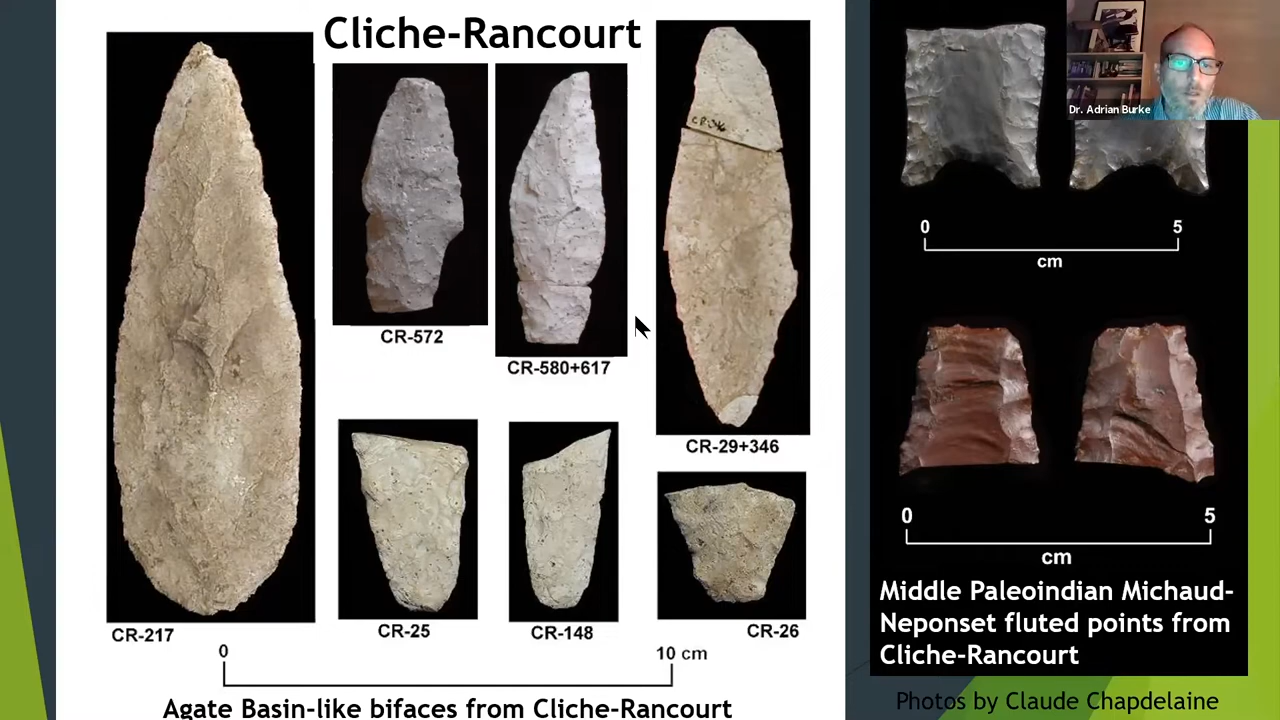 Cliche-Rancourt
CR-572
CR-580+617
CR-29+346
CR-217
CR-25
CR-148
CR-26
0 10 cm
Agate Basin-like bifaces from Cliche-Rancourt
Dr. Adrian Burke
0 5
cm
0 5
cm
Middle Paleoindian Michaud-
Neponset fluted points from
Cliche-Rancourt
Photos by Claude Chapdelaine